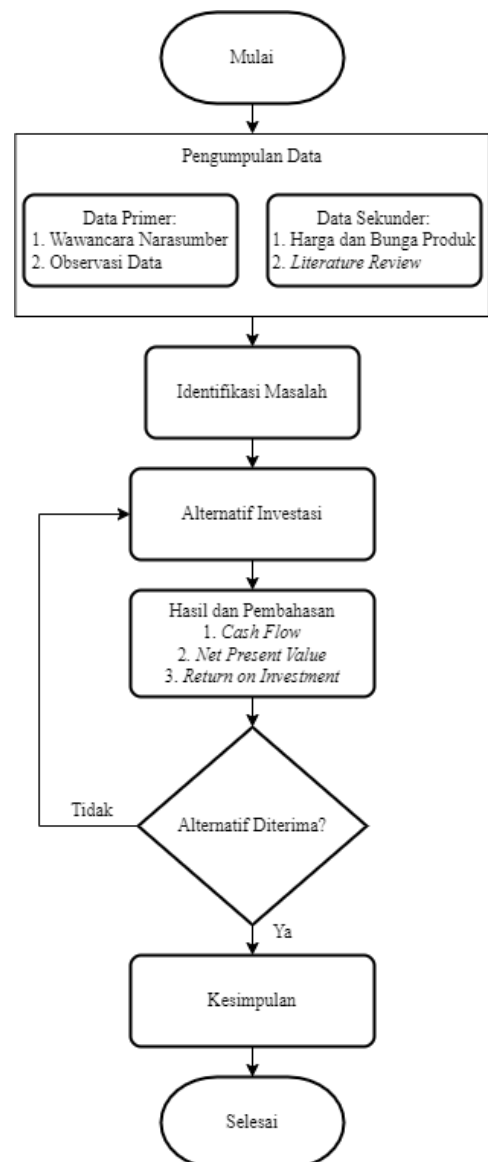 Mulai
Pengumpulan Data
Data Primer:
1. Wawancara Narasumber
2. Observasi Data
Data Sekunder:
1. Harga dan Bunga Produk
2. Literature Review
Identifikasi Masalah
Alternatif Investasi
Hasil dan Pembahasan
1. Cash Flow
2. Net Present Value
3. Return on Investment
Alternatif Diterima?
Tidak
Ya
Kesimpulan
Selesai